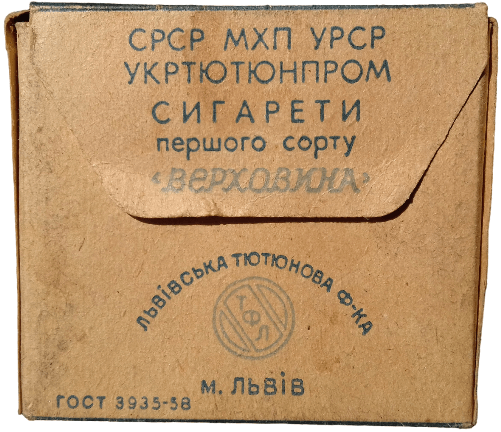 СРСР МХП УРСР
УКРТЮТЮНПРОМ
СИГАРЕТИ
першого сорту
«ВЕРХОВИНА»
ЛЬВІВСЬКА ТЮТЮНОВА Ф-КА
ТФЛ
М. ЛЬВІВ
ГОСТ 3935-58